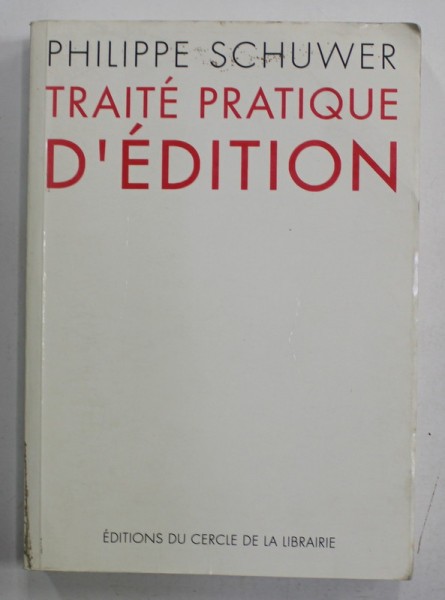 PHILIPPE SCHUWER
TRAITÉ PRATIQUE
D'ÉDITION
ÉDITIONS DU CERCLE DE LA LIBRAIRIE